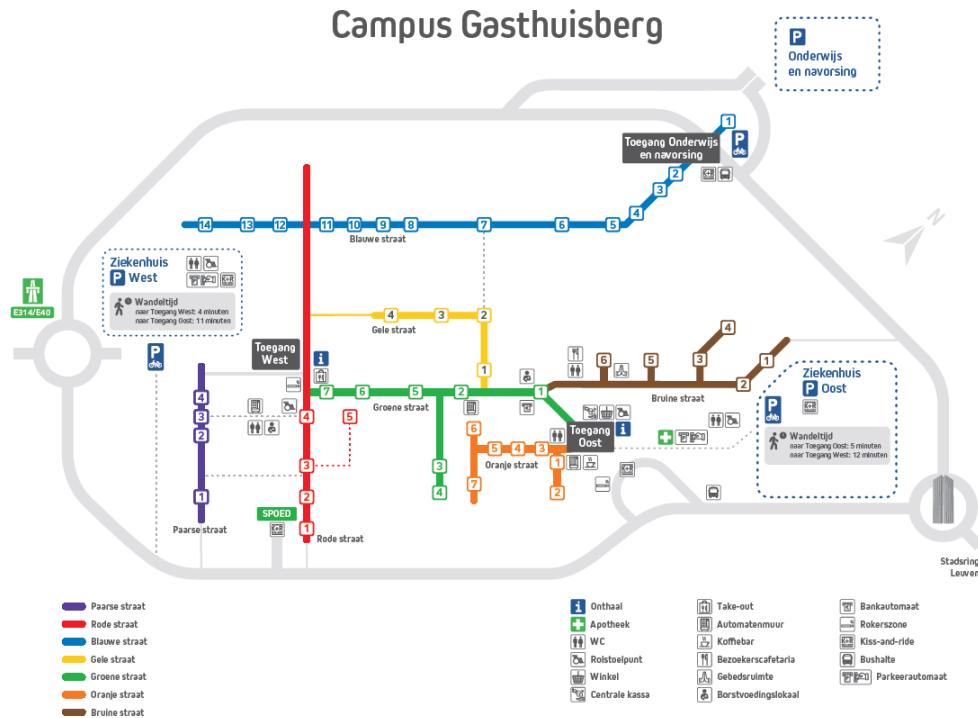 Campus Gasthuisberg
P
Onderwijs
en navorsing
1
Toegang Onderwijs
en navorsing
P
2
3
4
N
14
13
12
11
10
9
8
7
6
5
Blauwe straat
Ziekenhuis
P West
K+R
Wandeltijd
naar Toegang West: 4 minuten
naar Toegang Oost: 11 minuten
E314/E40
P
4
3
2
1
Gele straat
Toegang
West
i
4
3
2
1
Paarse straat
7
6
5
2
1
Groene straat
3
4
5
4
3
2
1
Rode straat
SPOED
K+R
6
5
4
3
2
1
Bruine straat
Toegang
Oost
i
6
5
4
3
1
2
7
Oranje straat
K+R
Ziekenhuis
P Oost
K+R
P
Wandeltijd
naar Toegang Oost: 5 minuten
naar Toegang West: 12 minuten
Stadsring
Leuven
Paarse straat
Rode straat
Blauwe straat
Gele straat
Groene straat
Oranje straat
Bruine straat
i Onthaal
Apotheek
WC
Rolstoelpunt
Winkel
Centrale kassa
Take-out
Automatenmuur
Koffiebar
Bezoekerscafetaria
Gebedsruimte
Borstvoedingslokaal
Bankautomaat
Rokerszone
K+R Kiss-and-ride
Bushalte
Parkeerautomaat